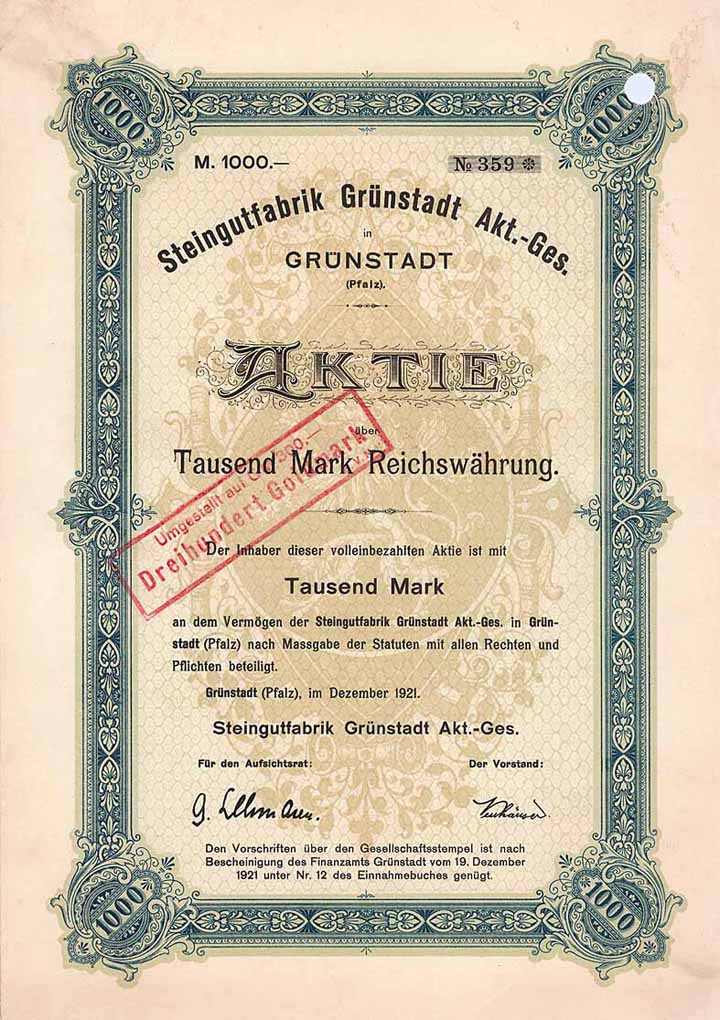 1000
1000
M. 1000.—
№ 359 ❊
Steingutfabrik Grünstadt Akt.-Ges.
in
GRÜNSTADT
(Pfalz).
AKTIE
über
Tausend Mark Reichswährung.
Umgestellt auf 300.—
Dreihundert Goldmark
Der Inhaber dieser volleinbezahlten Aktie ist mit
Tausend Mark
an dem Vermögen der Steingutfabrik Grünstadt Akt.-Ges. in Grün-
stadt (Pfalz) nach Massgabe der Statuten mit allen Rechten und
Pflichten beteiligt.
Grünstadt (Pfalz), im Dezember 1921.
Steingutfabrik Grünstadt Akt.-Ges.
Für den Aufsichtsrat: Der Vorstand:
Den Vorschriften über den Gesellschaftsstempel ist nach
Bescheinigung des Finanzamts Grünstadt vom 19. Dezember
1921 unter Nr. 12 des Einnahmebuches genügt.
1000
1000